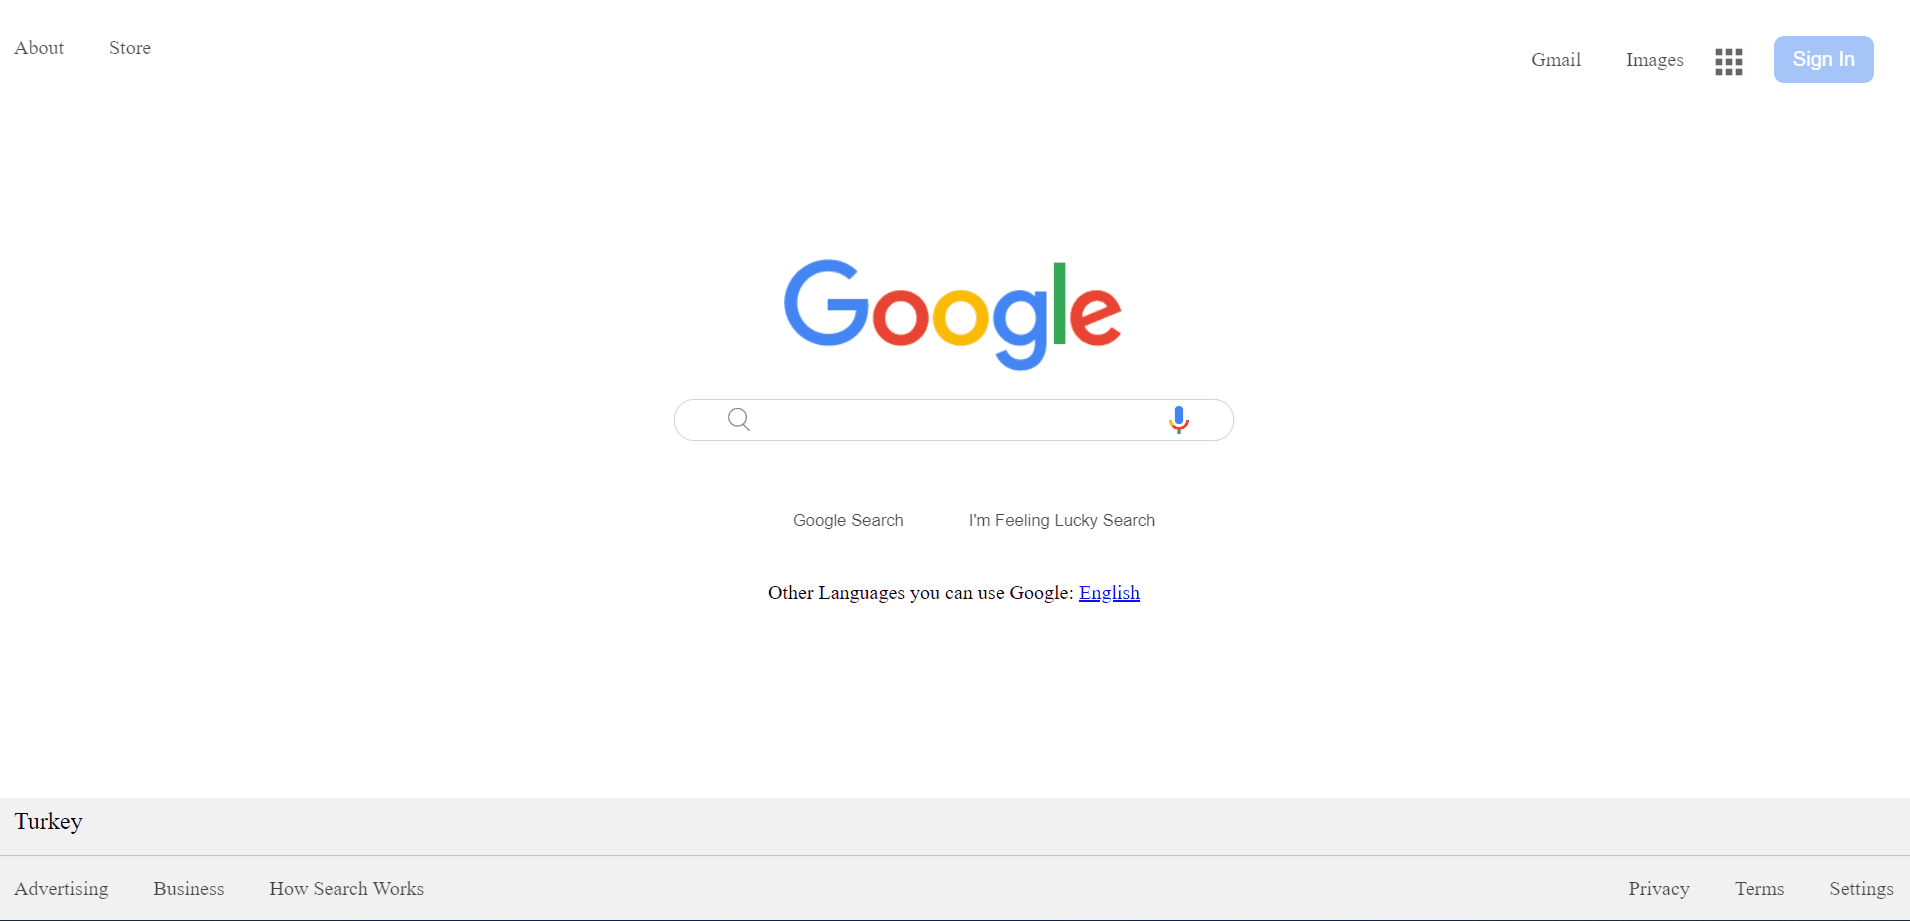 About Store
Gmail Images Sign In
Google
Google Search I'm Feeling Lucky Search
Other Languages you can use Google: English
Turkey
Advertising Business How Search Works Privacy Terms Settings